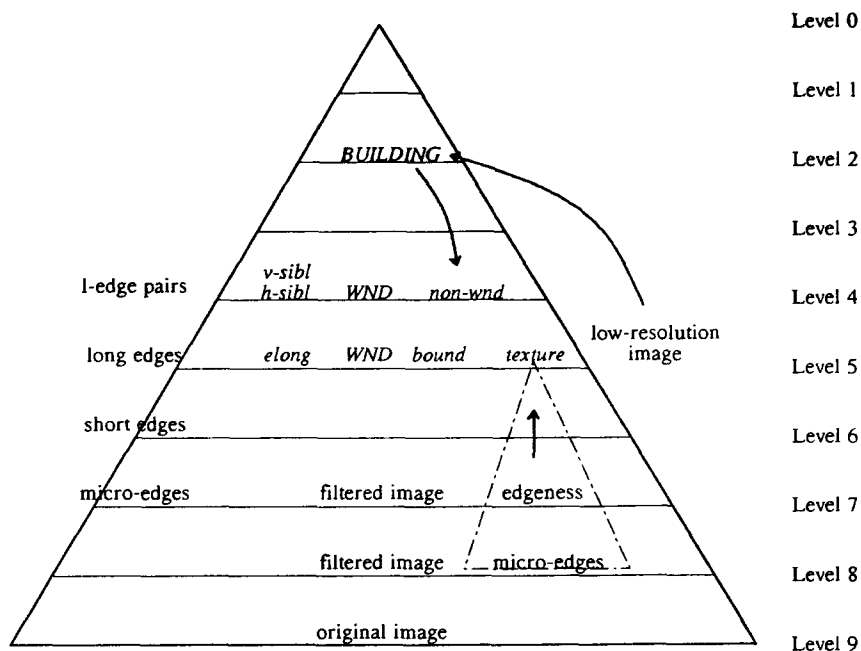 Level 0
Level 1
BUILDING Level 2
Level 3
v-sibl
l-edge pairs h-sibl WND non-wnd Level 4
low-resolution
image
long edges elong WND bound texture Level 5
short edges Level 6
micro-edges filtered image edgeness Level 7
filtered image micro-edges Level 8
original image Level 9